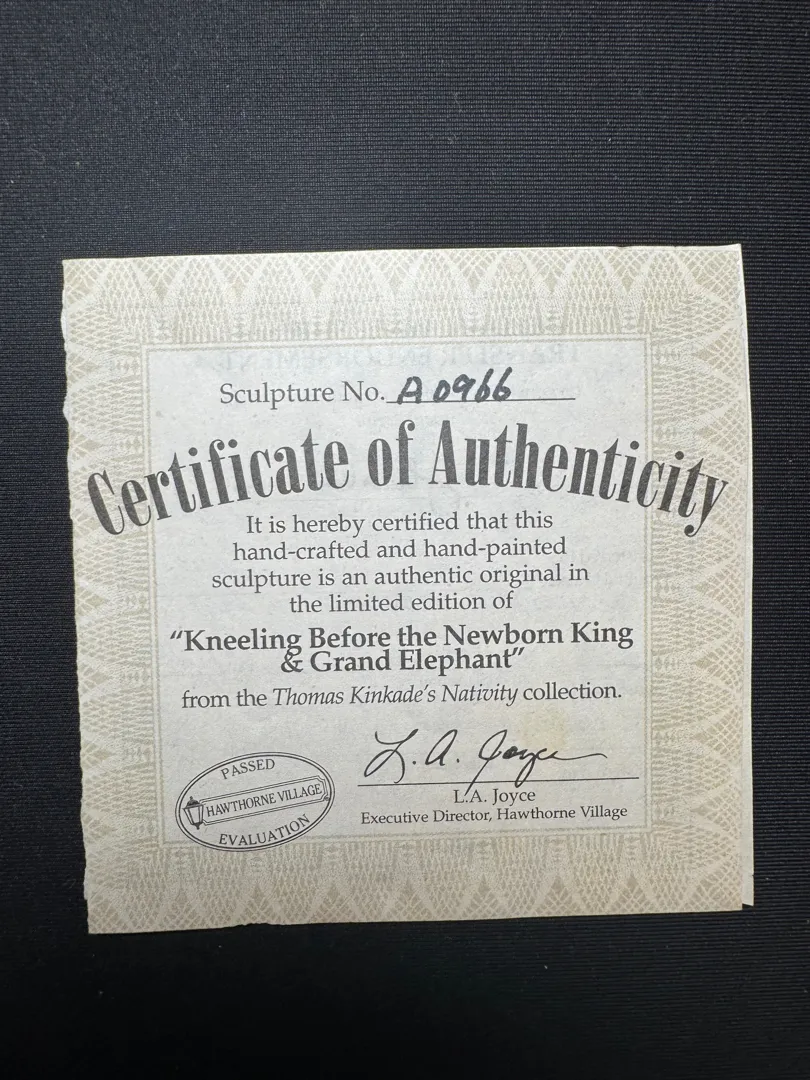 Sculpture No. A0966
Certificate of Authenticity
It is hereby certified that this
hand-crafted and hand-painted
sculpture is an authentic original in
the limited edition of
“Kneeling Before the Newborn King
& Grand Elephant”
from the Thomas Kinkade's Nativity collection.
L. A. Joyce
L.A. Joyce
Executive Director, Hawthorne Village
PASSED
HAWTHORNE VILLAGE
EVALUATION